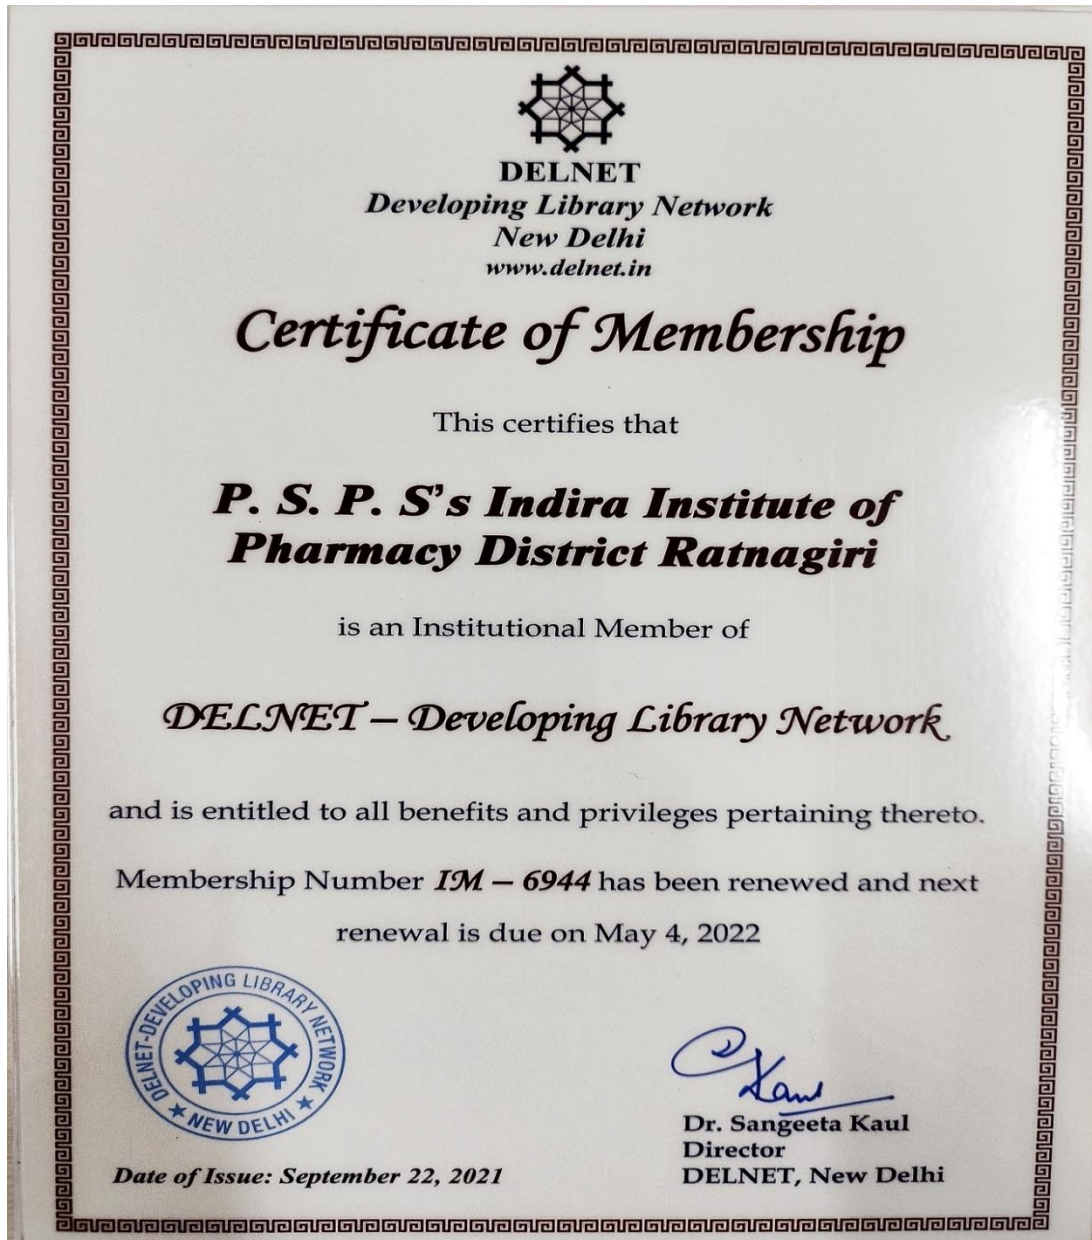 DELNET
Developing Library Network
New Delhi
www.delnet.in
Certificate of Membership
This certifies that
P. S. P. S's Indira Institute of
Pharmacy District Ratnagiri
is an Institutional Member of
DELNET – Developing Library Network
and is entitled to all benefits and privileges pertaining thereto.
Membership Number IM – 6944 has been renewed and next
renewal is due on May 4, 2022
DELNET-DEVELOPING LIBRARY NETWORK
★ NEW DELHI ★
Kaul
Dr. Sangeeta Kaul
Director
DELNET, New Delhi
Date of Issue: September 22, 2021